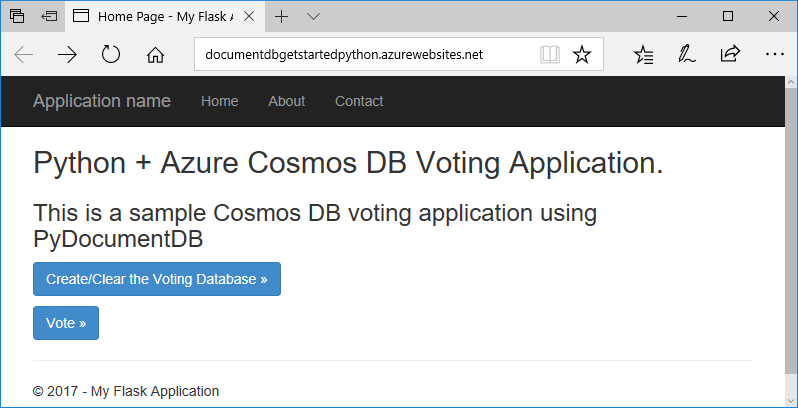 Home Page - My Flask A
documentdbgetstartedpython.azurewebsites.net
Application name Home About Contact
Python + Azure Cosmos DB Voting Application.
This is a sample Cosmos DB voting application using
PyDocumentDB
Create/Clear the Voting Database »
Vote »
© 2017 - My Flask Application